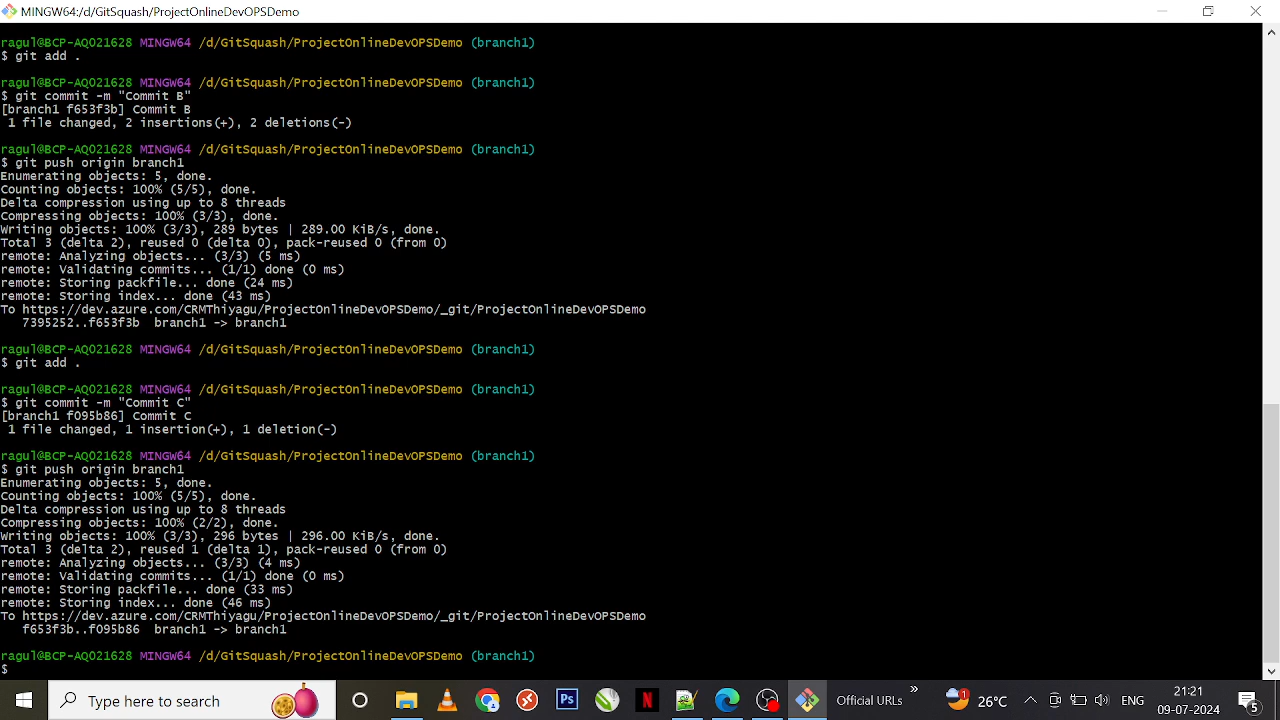 MINGW64:/d/GitSquash/ProjectOnlineDevOPSDemo
ragul@BCP-AQ021628 MINGW64 /d/GitSquash/ProjectOnlineDevOPSDemo (branch1)
$ git add .
ragul@BCP-AQ021628 MINGW64 /d/GitSquash/ProjectOnlineDevOPSDemo (branch1)
$ git commit -m "Commit B"
[branch1 f653f3b] Commit B
1 file changed, 2 insertions(+), 2 deletions(-)
ragul@BCP-AQ021628 MINGW64 /d/GitSquash/ProjectOnlineDevOPSDemo (branch1)
$ git push origin branch1
Enumerating objects: 5, done.
Counting objects: 100% (5/5), done.
Delta compression using up to 8 threads
Compressing objects: 100% (3/3), done.
Writing objects: 100% (3/3), 289 bytes | 289.00 KiB/s, done.
Total 3 (delta 2), reused 0 (delta 0), pack-reused 0 (from 0)
remote: Analyzing objects... (3/3) (5 ms)
remote: Validating commits... (1/1) done (0 ms)
remote: Storing packfile... done (24 ms)
remote: Storing index... done (43 ms)
To https://dev.azure.com/CRMThiyagu/ProjectOnlineDevOPSDemo/_git/ProjectOnlineDevOPSDemo
7395252..f653f3b  branch1 -> branch1
ragul@BCP-AQ021628 MINGW64 /d/GitSquash/ProjectOnlineDevOPSDemo (branch1)
$ git add .
ragul@BCP-AQ021628 MINGW64 /d/GitSquash/ProjectOnlineDevOPSDemo (branch1)
$ git commit -m "Commit C"
[branch1 f095b86] Commit C
1 file changed, 1 insertion(+), 1 deletion(-)
ragul@BCP-AQ021628 MINGW64 /d/GitSquash/ProjectOnlineDevOPSDemo (branch1)
$ git push origin branch1
Enumerating objects: 5, done.
Counting objects: 100% (5/5), done.
Delta compression using up to 8 threads
Compressing objects: 100% (2/2), done.
Writing objects: 100% (3/3), 296 bytes | 296.00 KiB/s, done.
Total 3 (delta 2), reused 1 (delta 1), pack-reused 0 (from 0)
remote: Analyzing objects... (3/3) (4 ms)
remote: Validating commits... (1/1) done (0 ms)
remote: Storing packfile... done (33 ms)
remote: Storing index... done (46 ms)
To https://dev.azure.com/CRMThiyagu/ProjectOnlineDevOPSDemo/_git/ProjectOnlineDevOPSDemo
f653f3b..f095b86  branch1 -> branch1
ragul@BCP-AQ021628 MINGW64 /d/GitSquash/ProjectOnlineDevOPSDemo (branch1)
$
Type here to search
Ps
N
Official URLs
»
1
26°C
ENG
21:21
09-07-2024
5